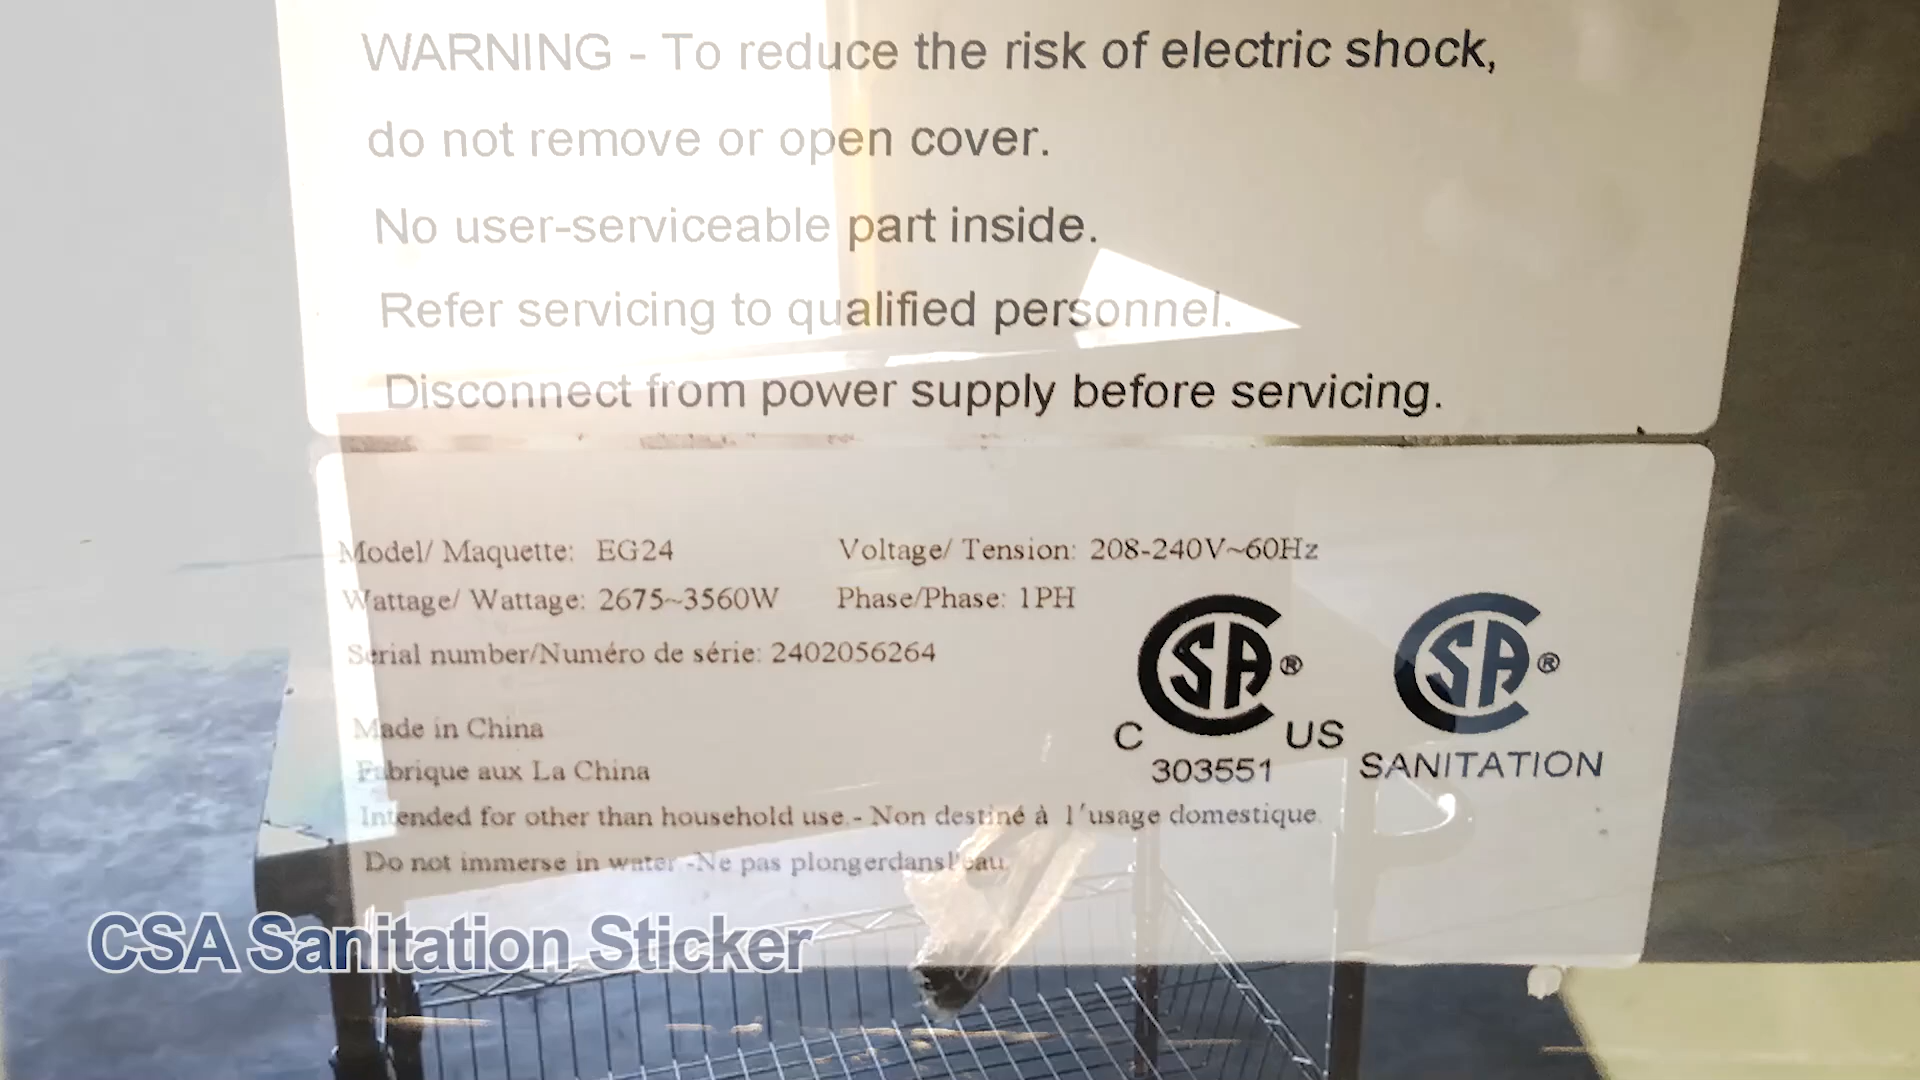 WARNING - To reduce the risk of electric shock,
do not remove or open cover.
No user-serviceable part inside.
Refer servicing to qualified personnel.
Disconnect from power supply before servicing.
Model/ Maquette: EG24 Voltage/ Tension: 208-240V~60Hz
Wattage/ Wattage: 2675~3560W Phase/Phase: 1PH
Serial number/Numéro de série: 2402056264
Made in China
Fabrique aux La China
Intended for other than household use.- Non destiné à l'usage domestique.
Do not immerse in water -Ne pas plongerdansl'eau.
CSA®
C US
303551
CSA®
SANITATION
CSA Sanitation Sticker